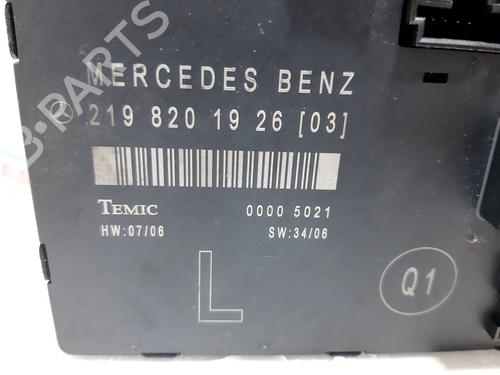 B-PARTS
MERCEDES BENZ
219 820 19 26 [03]
TEMIC 0000 5021
HW:07/06 SW:34/06
L Q1